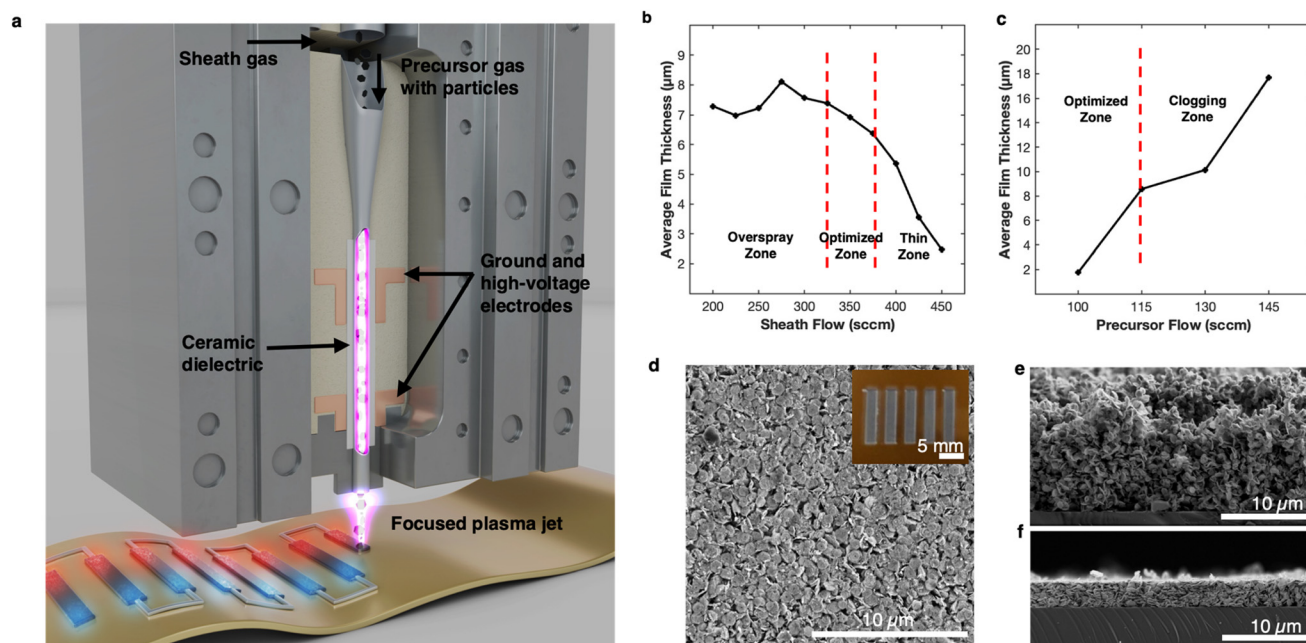 a
Sheath gas
Precursor gas
with particles
Ground and
high-voltage
electrodes
Ceramic
dielectric
Focused plasma jet
b
Average Film Thickness (µm)
9
8
7
6
5
4
3
2
Overspray
Zone
Optimized
Zone
Thin
Zone
200
250
300
350
400
450
Sheath Flow (sccm)
c
Average Film Thickness (µm)
20
18
16
14
12
10
8
6
4
2
Optimized
Zone
Clogging
Zone
100
115
130
145
Precursor Flow (sccm)
d
5 mm
10 µm
e
10 µm
f
10 µm